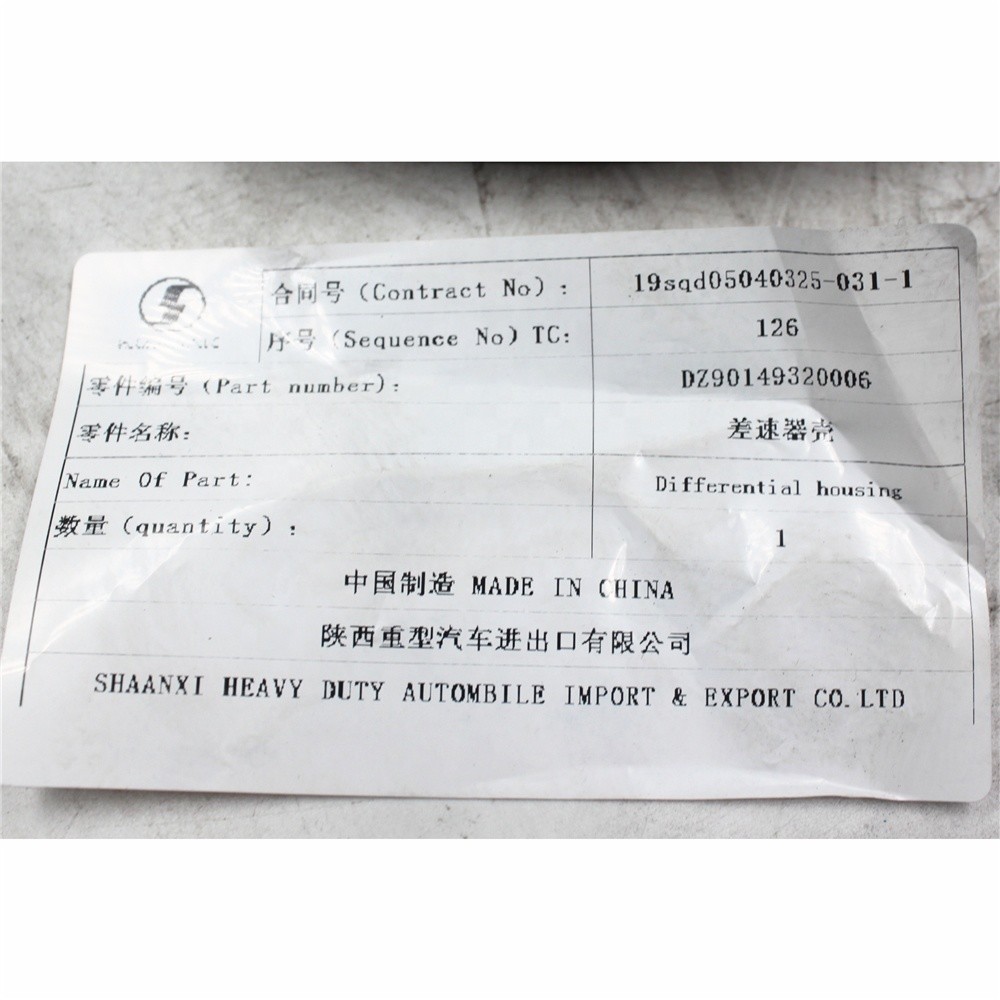 合同号 (Contract No) : 19sqd05040325-031-1
序号 (Sequence No) TC: 126
零件编号 (Part number): DZ90149320006
零件名称: 差速器壳
Name Of Part: Differential housing
数量 (quantity) : 1
中国制造 MADE IN CHINA
陕西重型汽车进出口有限公司
SHAANXI HEAVY DUTY AUTOMBILE IMPORT & EXPORT CO.LTD